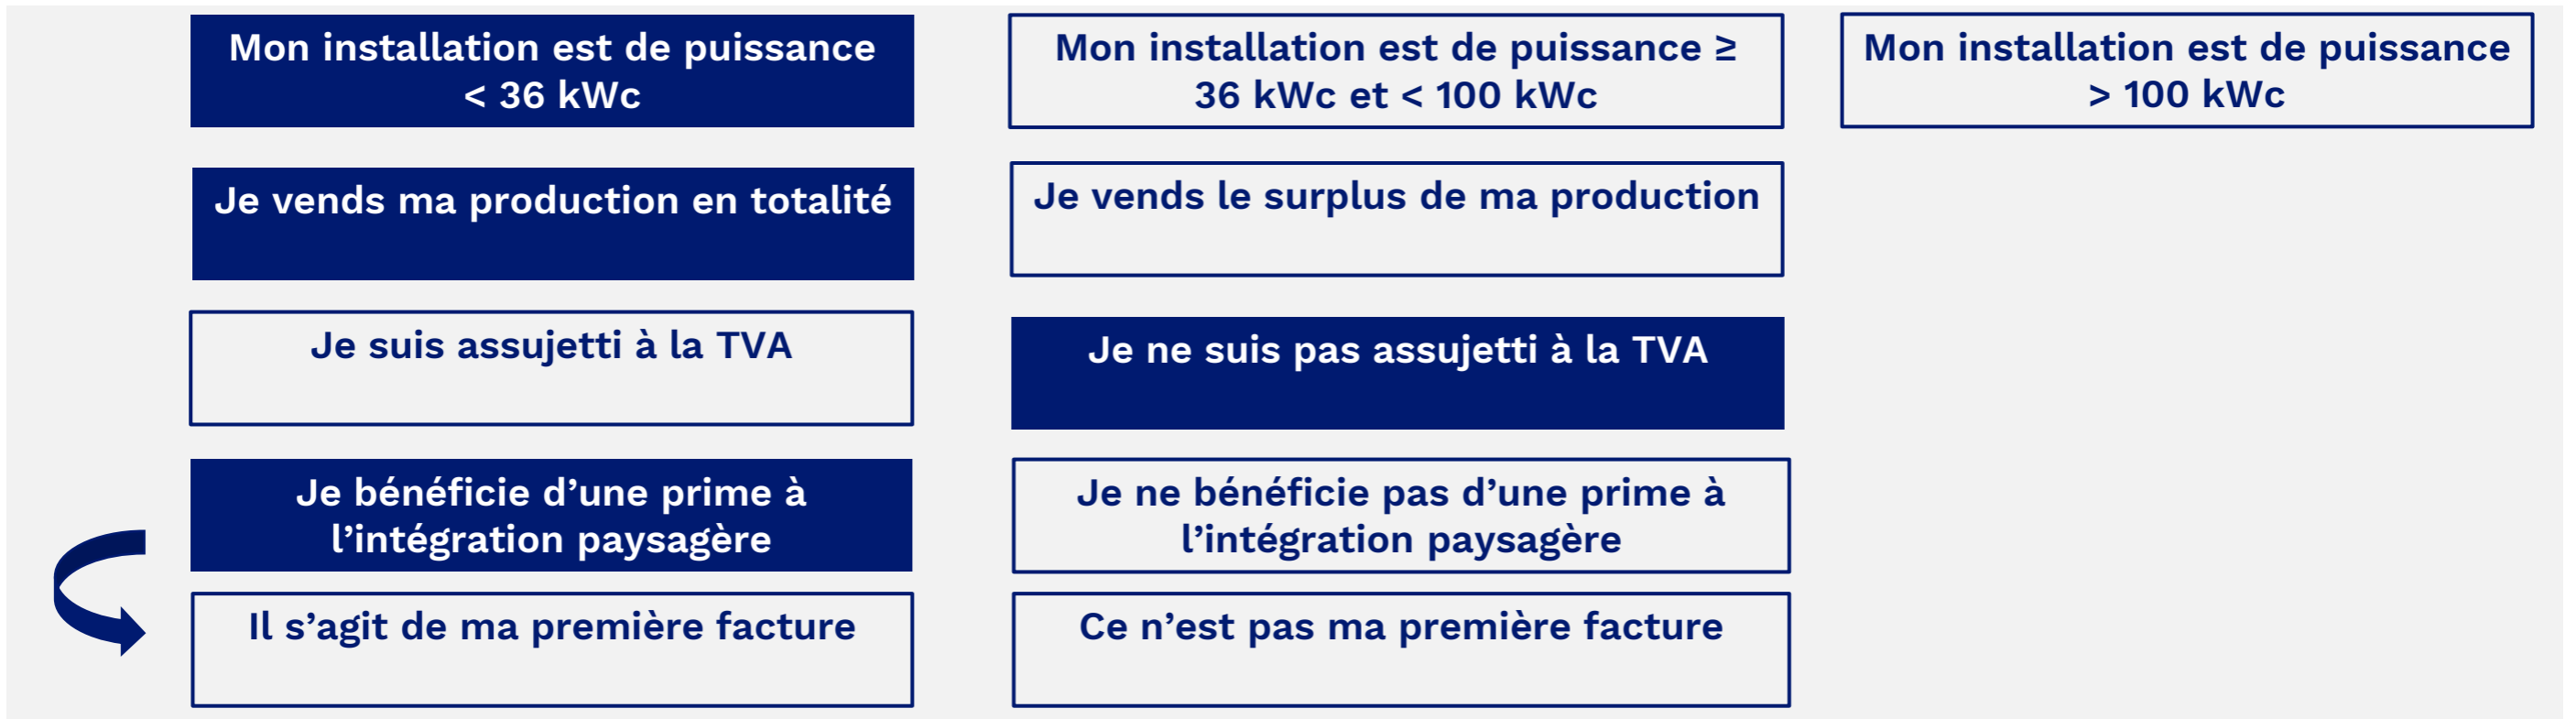 Mon installation est de puissance
< 36 kWc
Mon installation est de puissance ≥
36 kWc et < 100 kWc
Mon installation est de puissance
> 100 kWc
Je vends ma production en totalité
Je vends le surplus de ma production
Je suis assujetti à la TVA
Je ne suis pas assujetti à la TVA
Je bénéficie d’une prime à
l’intégration paysagère
Je ne bénéficie pas d’une prime à
l’intégration paysagère
Il s’agit de ma première facture
Ce n’est pas ma première facture